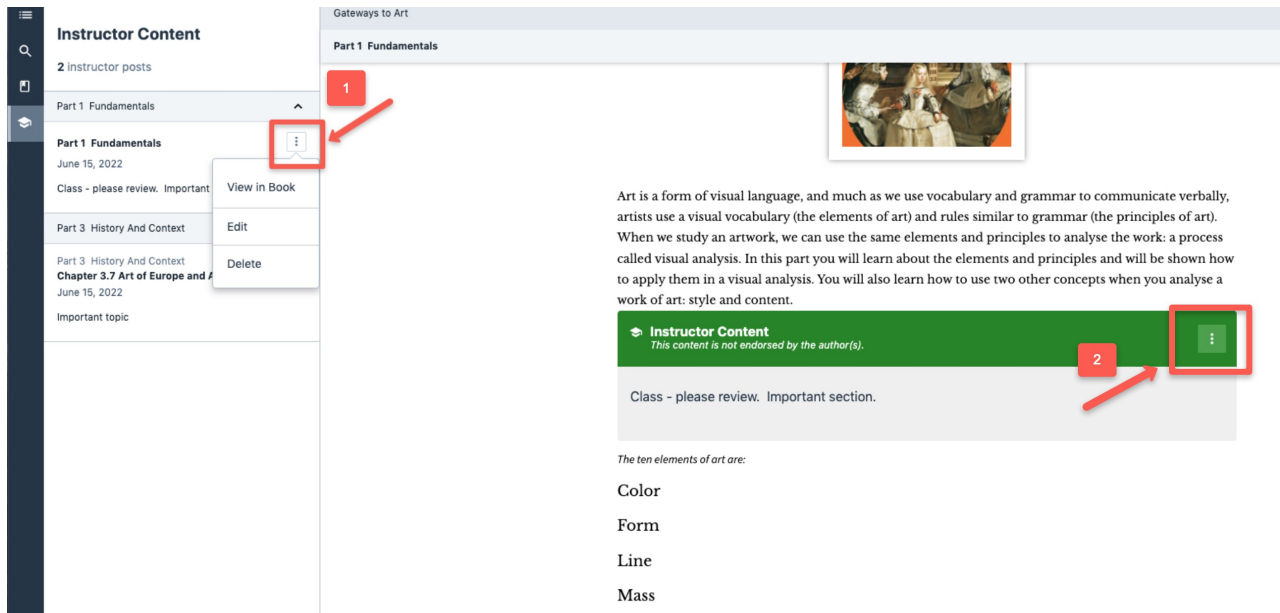 Instructor Content
2 instructor posts
Part 1 Fundamentals
Part 1 Fundamentals
June 15, 2022
Class - please review. Important
View in Book
Edit
Delete
Part 3 History And Context
Part 3 History And Context
Chapter 3.7 Art of Europe and
June 15, 2022
Important topic
1
Gateways to Art
Part 1 Fundamentals
Art is a form of visual language, and much as we use vocabulary and grammar to communicate verbally,
artists use a visual vocabulary (the elements of art) and rules similar to grammar (the principles of art).
When we study an artwork, we can use the same elements and principles to analyse the work: a process
called visual analysis. In this part you will learn about the elements and principles and will be shown how
to apply them in a visual analysis. You will also learn how to use two other concepts when you analyse a
work of art: style and content.
Instructor Content
This content is not endorsed by the author(s).
2
Class - please review. Important section.
The ten elements of art are:
Color
Form
Line
Mass